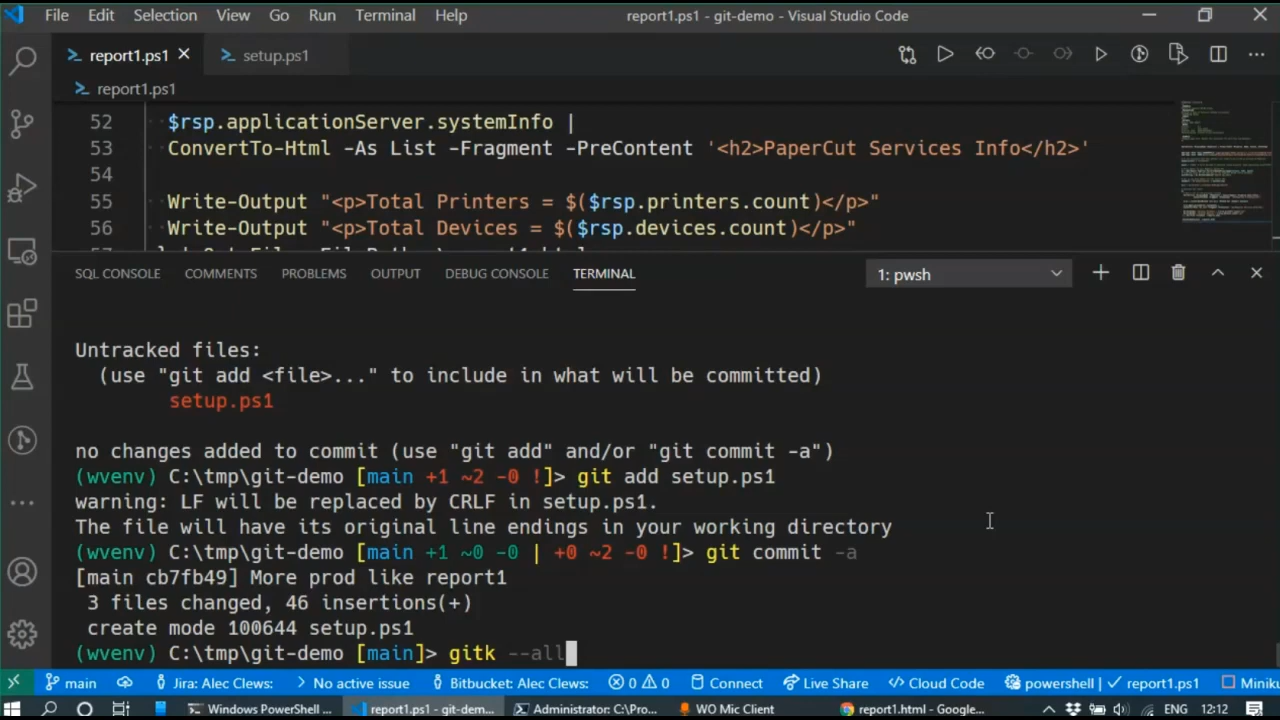 File Edit Selection View Go Run Terminal Help report1.ps1 - git-demo - Visual Studio Code
report1.ps1 setup.ps1
report1.ps1
52 $rsp.applicationServer.systemInfo |
53 ConvertTo-Html -As List -Fragment -PreContent '<h2>PaperCut Services Info</h2>'
54
55 Write-Output "<p>Total Printers = $($rsp.printers.count)</p>"
56 Write-Output "<p>Total Devices = $($rsp.devices.count)</p>"
SQL CONSOLE COMMENTS PROBLEMS OUTPUT DEBUG CONSOLE TERMINAL 1: pwsh
Untracked files:
(use "git add <file>..." to include in what will be committed)
setup.ps1
no changes added to commit (use "git add" and/or "git commit -a")
(wvenv) C:\tmp\git-demo [main +1 ~2 -0 !]> git add setup.ps1
warning: LF will be replaced by CRLF in setup.ps1.
The file will have its original line endings in your working directory
(wvenv) C:\tmp\git-demo [main +1 ~0 -0 | +0 ~2 -0 !]> git commit -a
[main cb7fb49] More prod like report1
3 files changed, 46 insertions(+)
create mode 100644 setup.ps1
(wvenv) C:\tmp\git-demo [main]> gitk --all
main Jira: Alec Clews: No active issue Bitbucket: Alec Clews: 0 0 Connect Live Share Cloud Code powershell | report1.ps1 Miniku
Windows PowerShell ... report1.ps1 - git-dem... Administrator: C:\Pro... WO Mic Client report1.html - Google... ENG 12:12